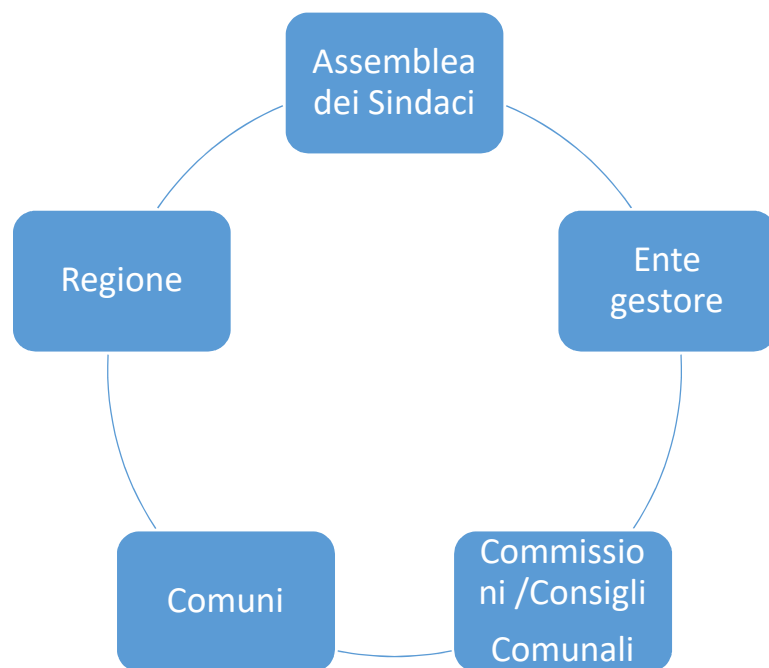 Assemblea
dei Sindaci
Regione
Ente
gestore
Comuni
Commissio
ni /Consigli
Comunali